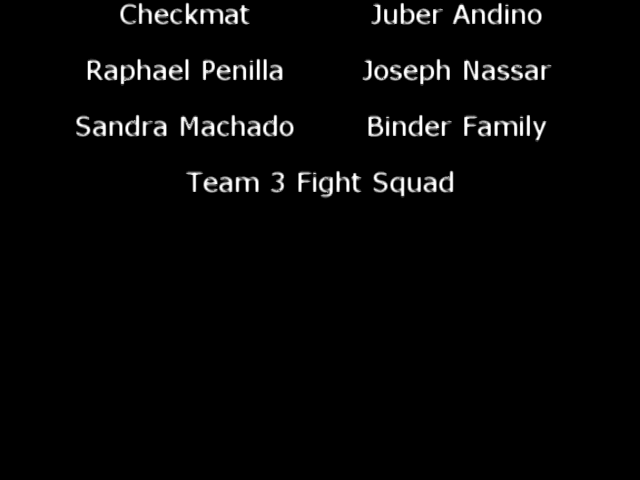 Checkmat Juber Andino
Raphael Penilla Joseph Nassar
Sandra Machado Binder Family
Team 3 Fight Squad